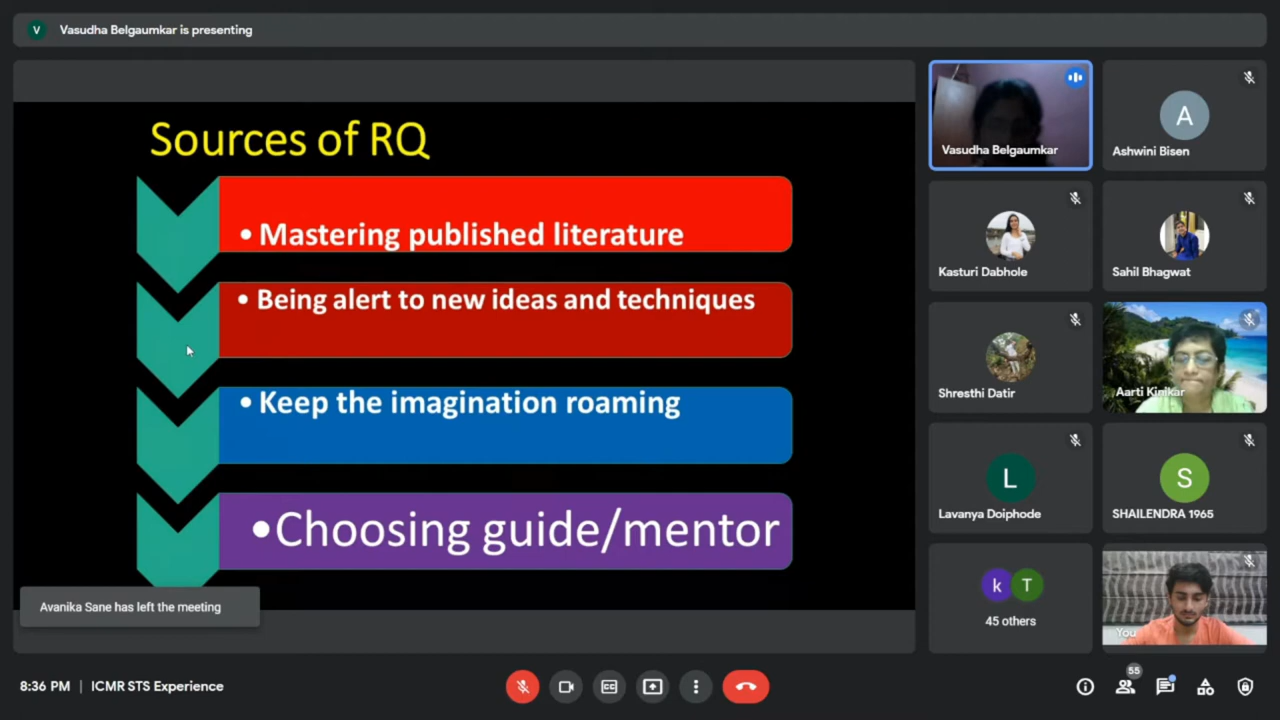 V
Vasudha Belgaumkar is presenting
Sources of RQ
• Mastering published literature
• Being alert to new ideas and techniques
• Keep the imagination roaming
•Choosing guide/mentor
Avanika Sane has left the meeting
Vasudha Belgaumkar
A
Ashwini Bisen
Kasturi Dabhole
Sahil Bhagwat
Shresthi Datir
Aarti Kinikar
L
Lavanya Doiphode
S
SHAILENDRA 1965
k T
45 others
You
8:36 PM | ICMR STS Experience
CC
55